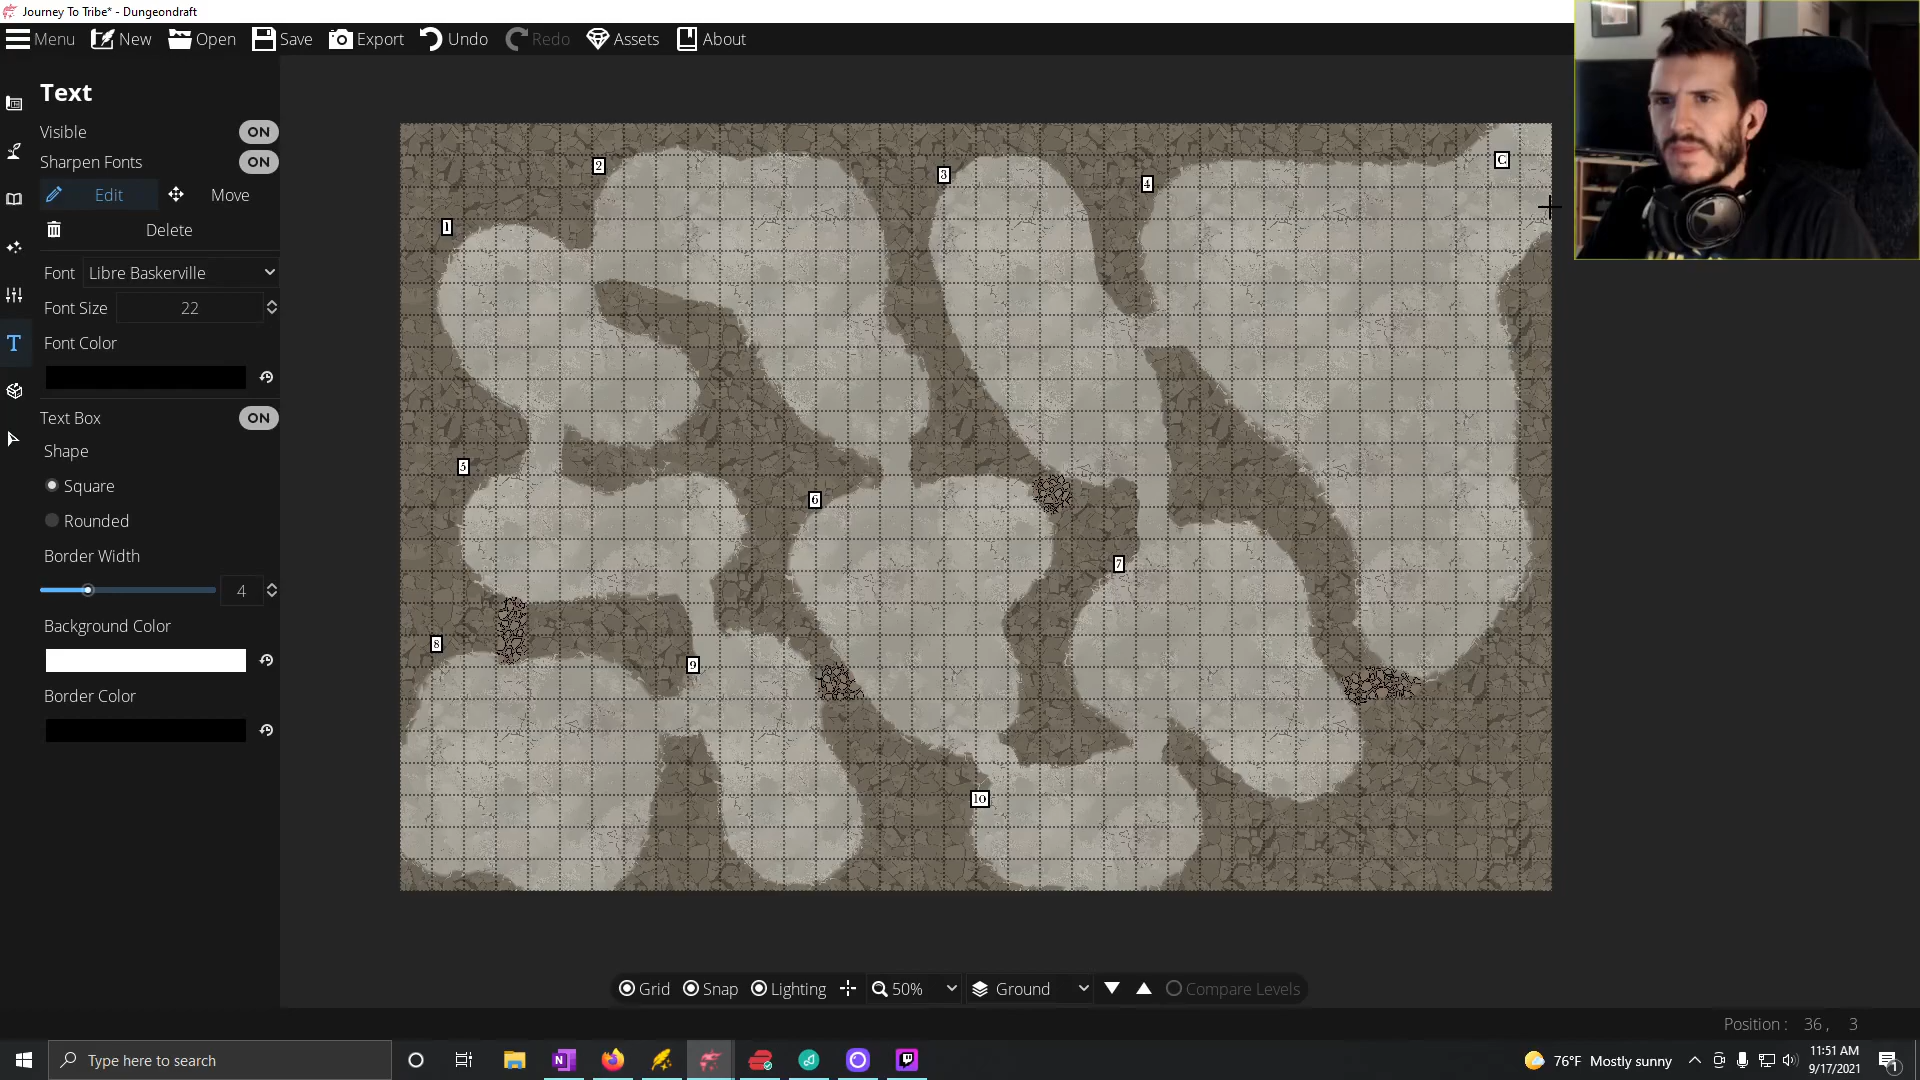 Journey To Tribe* - Dungeondraft
Menu New Open Save Export Undo Redo Assets About
Text
Visible ON
Sharpen Fonts ON
Edit Move
Delete
Font Libre Baskerville
Font Size 22
Font Color
Text Box ON
Shape
Square
Rounded
Border Width
4
Background Color
Border Color
2
3
4
C
1
5
6
7
8
9
10
Grid Snap Lighting 50% Ground Compare Levels
Position : 36 , 3
Type here to search
76°F Mostly sunny
11:51 AM
9/17/2021
1